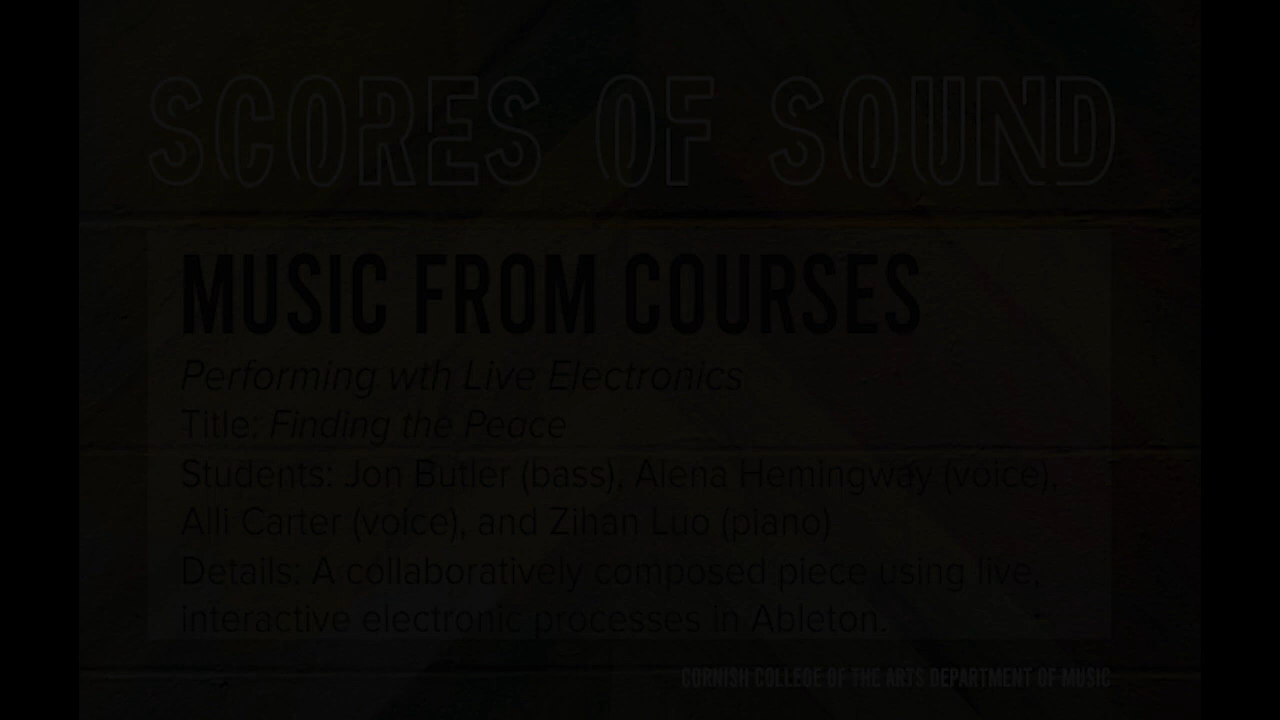 SCORES OF SOUND
MUSIC FROM COURSES
Performing wth Live Electronics
Title: Finding the Peace
Students: Jon Butler (bass), Alena Hemingway (voice),
Alli Carter (voice), and Zihan Luo (piano)
Details: A collaboratively composed piece using live,
interactive electronic processes in Ableton.
CORNISH COLLEGE OF THE ARTS DEPARTMENT OF MUSIC